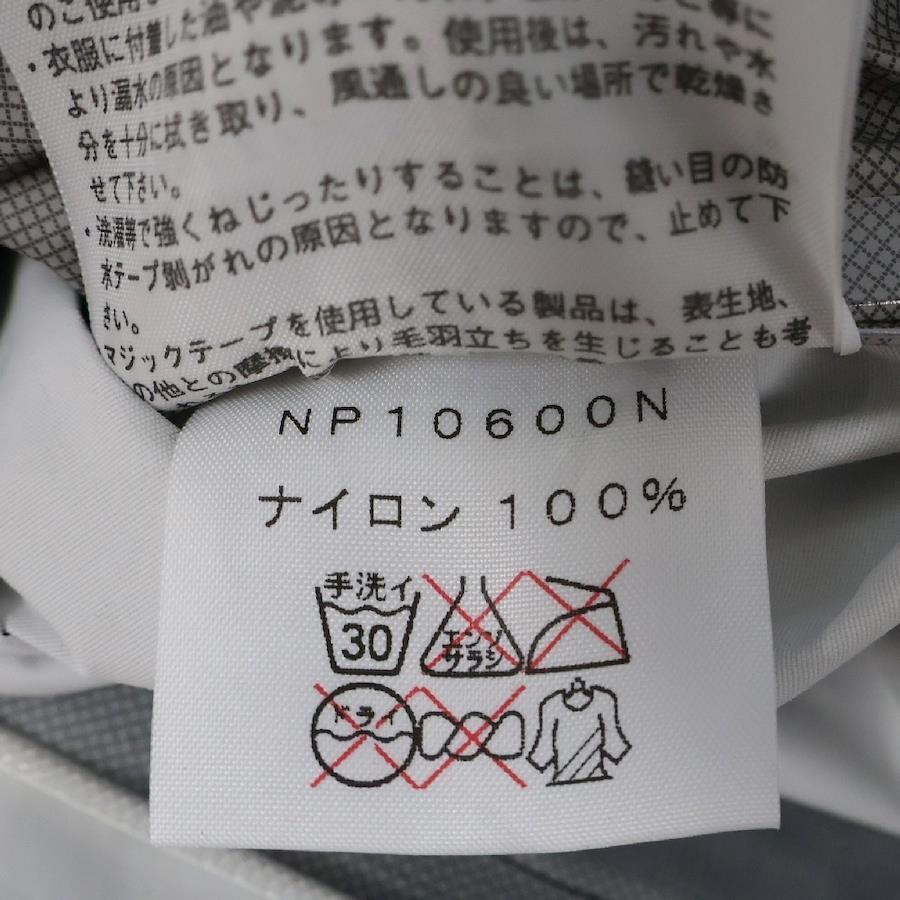 のご使用
・衣服に付着した油や泥等
より漏水の原因となります。使用後は、汚れや水
分を十分に拭き取り、風通しの良い場所で乾燥さ
せて下さい。
・洗濯等で強くねじったりすることは、縫い目の防
水テープ剥がれの原因となりますので、止めて下
さい。
マジックテープを使用している製品は、表生地、
の他との摩擦により毛羽立ちを生じることも考
NP10600N
ナイロン 100%
手洗イ
30
エンソ
サラシ
ドライ